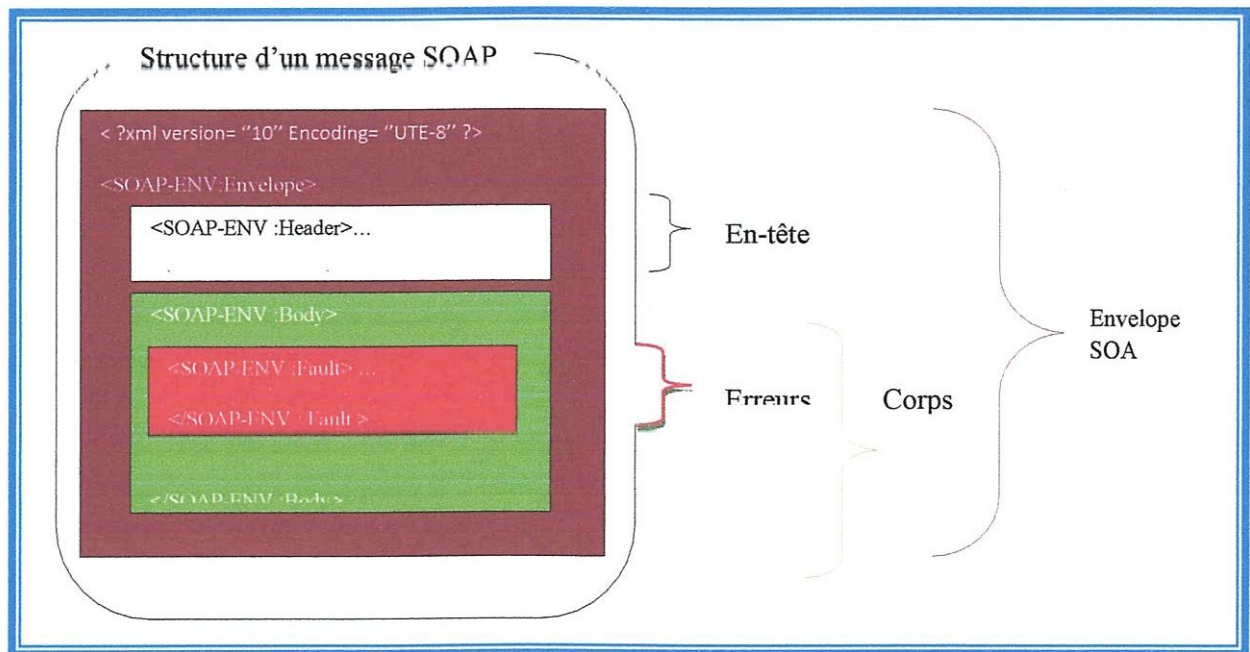 Structure d'un message SOAP
< ?xml version= ‘’10’’ Encoding= ‘’UTE-8’’ ?>
<SOAP-ENV:Envelope>
<SOAP-ENV :Header>...
<SOAP-ENV :Body>
<SOAP-ENV :Fault> ...
</SOAP-ENV : Fault >
</SOAP-ENV :Body>
En-tête
Erreurs
Corps
Envelope
SOA